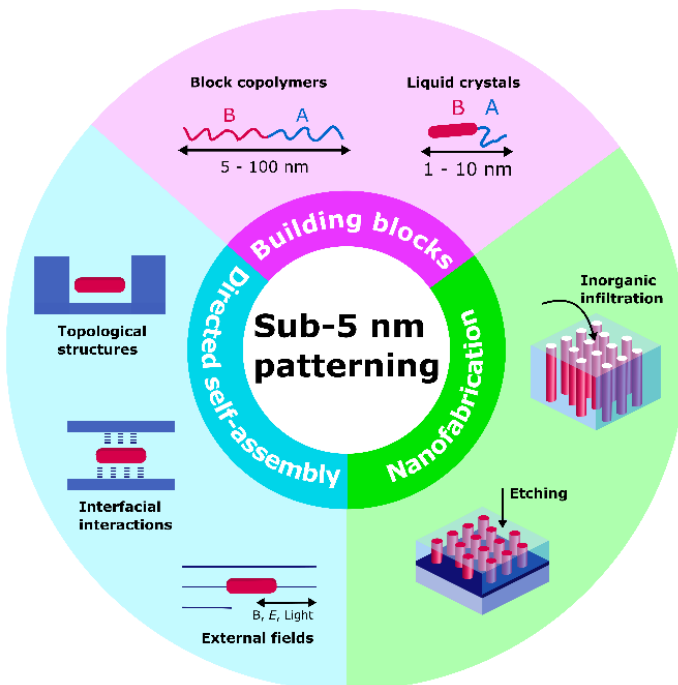 Block copolymers
B A
5 - 100 nm
Liquid crystals
B A
1 - 10 nm
Building blocks
Directed self-assembly
Nanofabrication
Sub-5 nm
patterning
Topological
structures
Interfacial
interactions
B, E, Light
External fields
Inorganic
infiltration
Etching